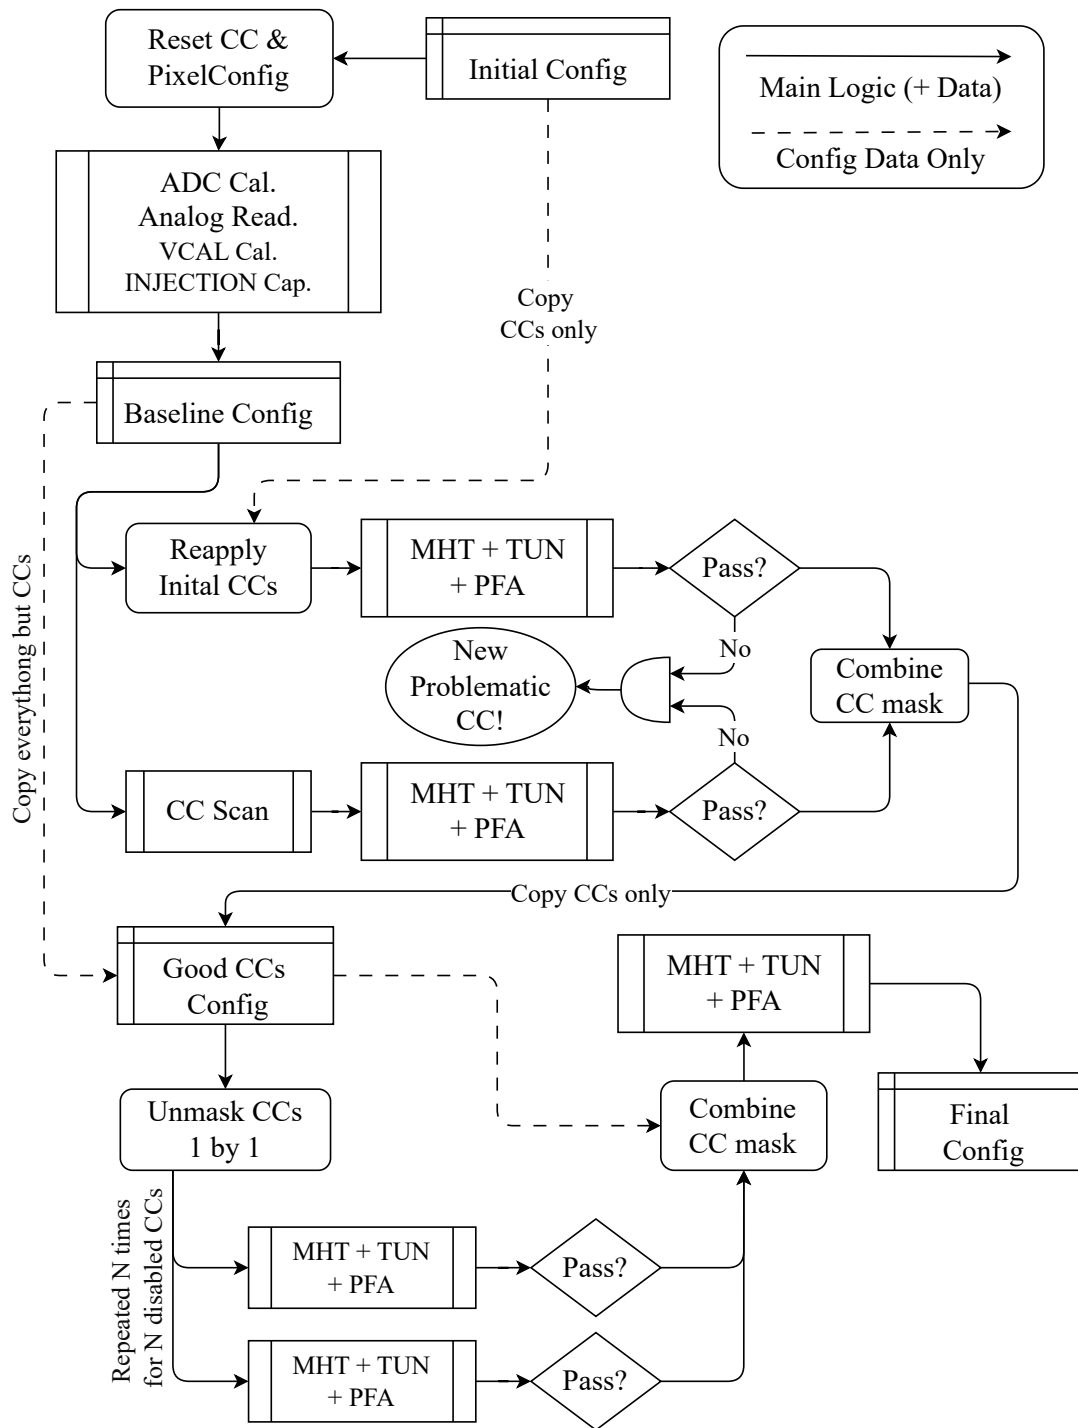 Reset CC &
PixelConfig
Initial Config
Main Logic (+ Data)
Config Data Only
ADC Cal.
Analog Read.
VCAL Cal.
INJECTION Cap.
Copy
CCs only
Baseline Config
Copy everythong but CCs
Reapply
Inital CCs
MHT + TUN
+ PFA
Pass?
No
New
Problematic
CC!
Combine
CC mask
No
CC Scan
MHT + TUN
+ PFA
Pass?
Copy CCs only
Good CCs
Config
MHT + TUN
+ PFA
Unmask CCs
1 by 1
Combine
CC mask
Final
Config
Repeated N times
for N disabled CCs
MHT + TUN
+ PFA
Pass?
MHT + TUN
+ PFA
Pass?